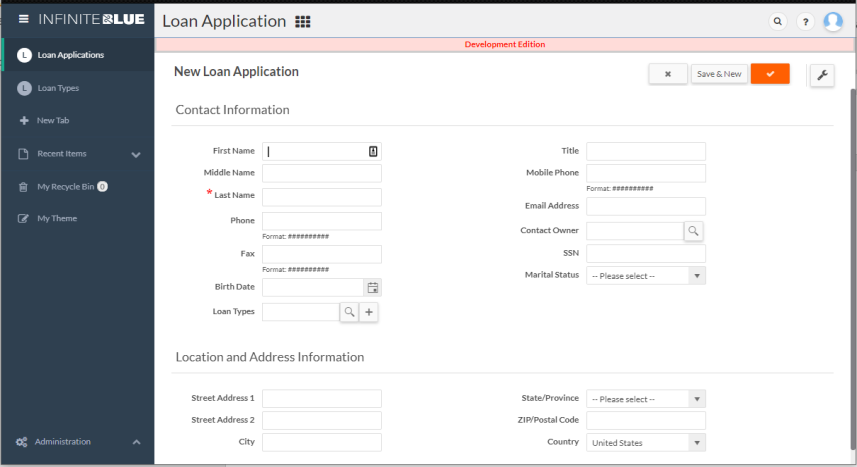 INFINITEBLUE
Loan Application
?
L Loan Applications
L Loan Types
New Tab
Recent Items
My Recycle Bin 0
My Theme
Administration
Development Edition
New Loan Application
Save & New
Contact Information
First Name
Title
Middle Name
Mobile Phone
Format: ##########
* Last Name
Email Address
Phone
Format: ##########
Contact Owner
Fax
Format: ##########
SSN
Birth Date
Marital Status -- Please select --
Loan Types
Location and Address Information
Street Address 1
State/Province -- Please select --
Street Address 2
ZIP/Postal Code
City
Country United States